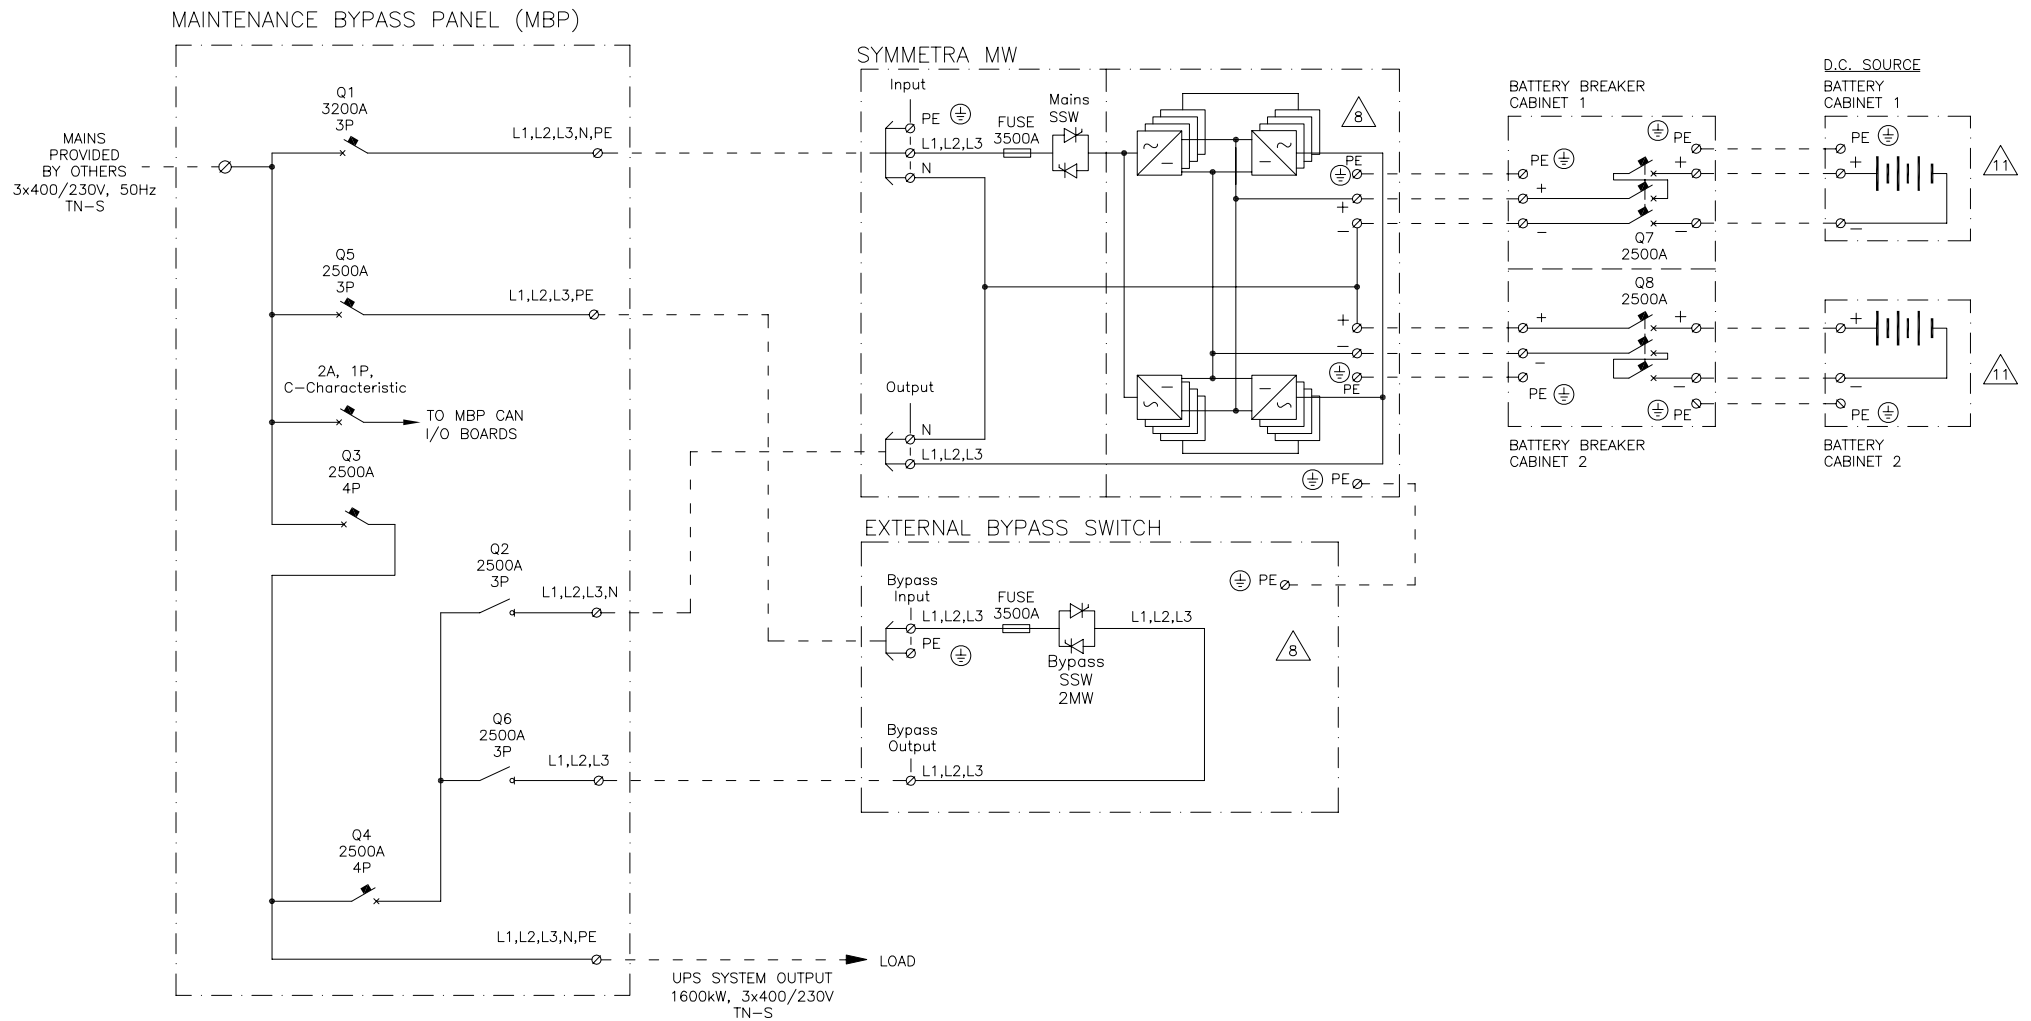 MAINTENANCE BYPASS PANEL (MBP)
MAINS
PROVIDED
BY OTHERS
3x400/230V, 50Hz
TN-S
Q1
3200A
3P
L1,L2,L3,N,PE
Q5
2500A
3P
L1,L2,L3,PE
2A, 1P,
C-Characteristic
TO MBP CAN
I/O BOARDS
Q3
2500A
4P
Q2
2500A
3P
L1,L2,L3,N
Q6
2500A
3P
L1,L2,L3
Q4
2500A
4P
L1,L2,L3,N,PE
UPS SYSTEM OUTPUT
1600kW, 3x400/230V
TN-S
LOAD
SYMMETRA MW
Input
PE
L1,L2,L3
N
FUSE
3500A
Mains
SSW
8
PE
+
−
+
−
PE
Output
N
L1,L2,L3
PE
EXTERNAL BYPASS SWITCH
Bypass
Input
L1,L2,L3
PE
FUSE
3500A
Bypass
SSW
2MW
L1,L2,L3
PE
8
Bypass
Output
L1,L2,L3
BATTERY BREAKER
CABINET 1
PE
PE
+
+
−
−
Q7
2500A
Q8
2500A
+
+
−
−
PE
PE
BATTERY BREAKER
CABINET 2
D.C. SOURCE
BATTERY
CABINET 1
PE
+
−
11
+
−
PE
11
BATTERY
CABINET 2